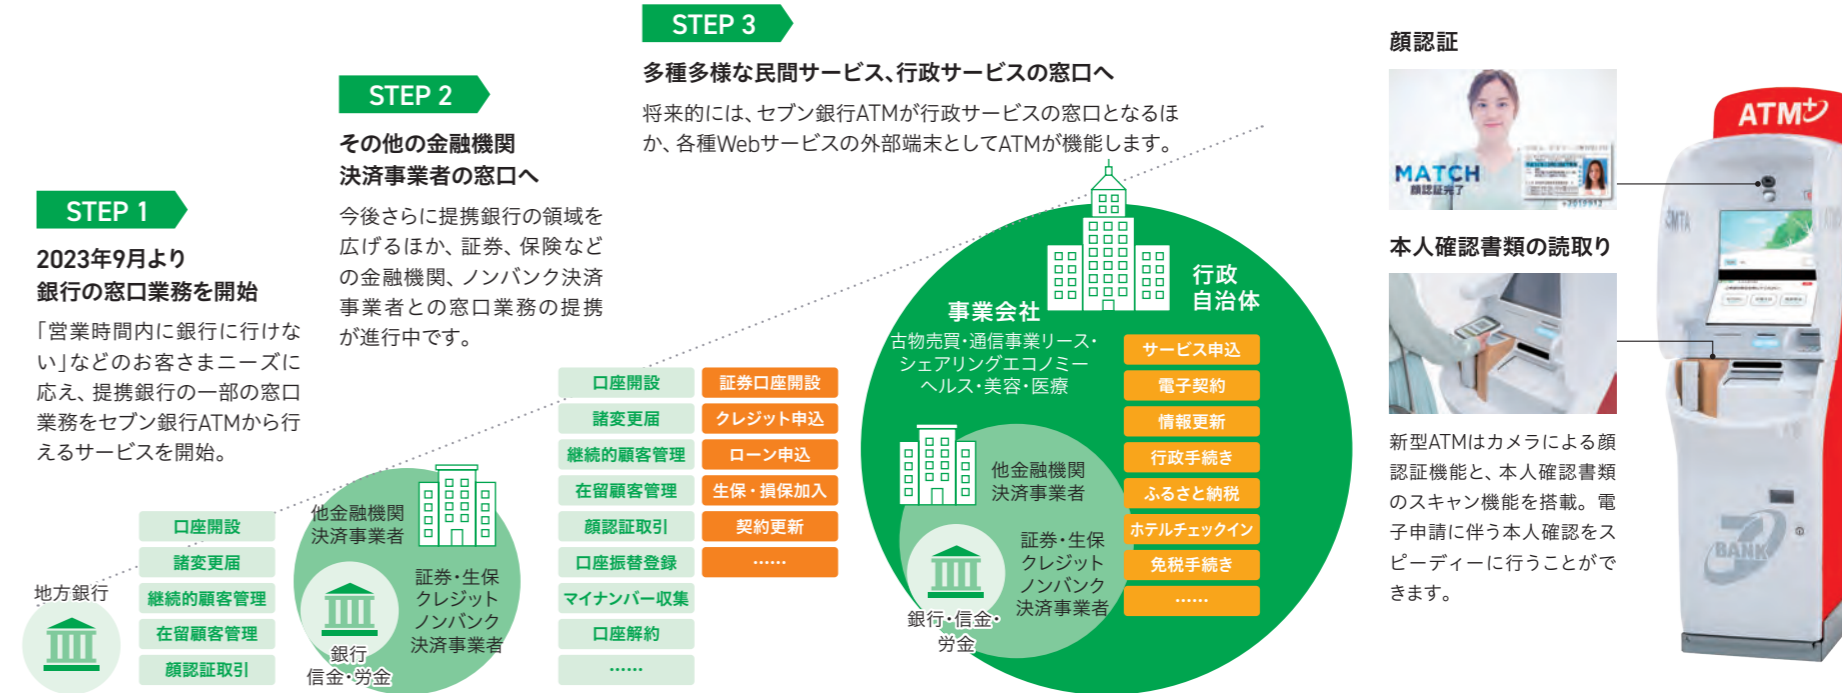 STEP 1
2023年9月より
銀行の窓口業務を開始
「営業時間内に銀行に行けな
い」などのお客さまニーズに
応え、提携銀行の一部の窓口
業務をセブン銀行ATMから行
えるサービスを開始。
地方銀行
口座開設
諸変更届
継続的顧客管理
在留顧客管理
顔認証取引
STEP 2
その他の金融機関
決済事業者の窓口へ
今後さらに提携銀行の領域を
広げるほか、証券、保険など
の金融機関、ノンバンク決済
事業者との窓口業務の提携
が進行中です。
他金融機関
決済事業者
証券・生保
クレジット
ノンバンク
決済事業者
銀行
信金・労金
口座開設
諸変更届
継続的顧客管理
在留顧客管理
顔認証取引
口座振替登録
マイナンバー収集
口座解約
……
証券口座開設
クレジット申込
ローン申込
生保・損保加入
契約更新
……
STEP 3
多種多様な民間サービス、行政サービスの窓口へ
将来的には、セブン銀行ATMが行政サービスの窓口となるほ
か、各種Webサービスの外部端末としてATMが機能します。
行政
自治体
事業会社
古物売買・通信事業リース・
シェアリングエコノミー
ヘルス・美容・医療
他金融機関
決済事業者
証券・生保
クレジット
ノンバンク
決済事業者
銀行・信金・
労金
サービス申込
電子契約
情報更新
行政手続き
ふるさと納税
ホテルチェックイン
免税手続き
……
顔認証
MATCH
顔認証完了
本人確認書類の読取り
新型ATMはカメラによる顔
認証機能と、本人確認書類
のスキャン機能を搭載。電
子申請に伴う本人確認をス
ピーディーに行うことがで
きます。
ATM+
BANK